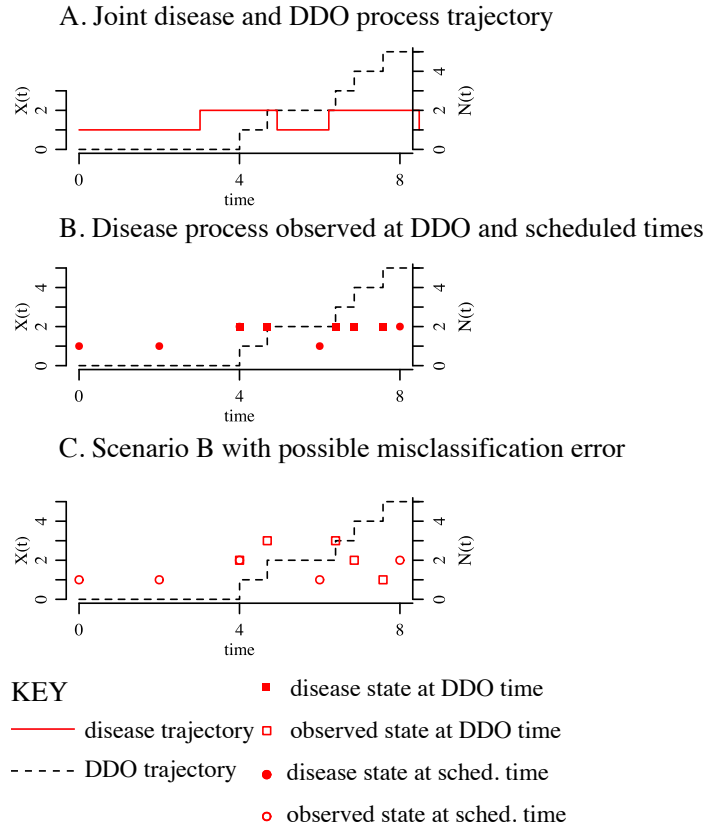 A. Joint disease and DDO process trajectory
X(t)
0 2
N(t)
0 2 4
0 4 8
time
B. Disease process observed at DDO and scheduled times
X(t)
0 2 4
N(t)
0 2 4
0 4 8
time
C. Scenario B with possible misclassification error
X(t)
0 2 4
N(t)
0 2 4
0 4 8
time
KEY
disease trajectory
DDO trajectory
disease state at DDO time
observed state at DDO time
disease state at sched. time
observed state at sched. time